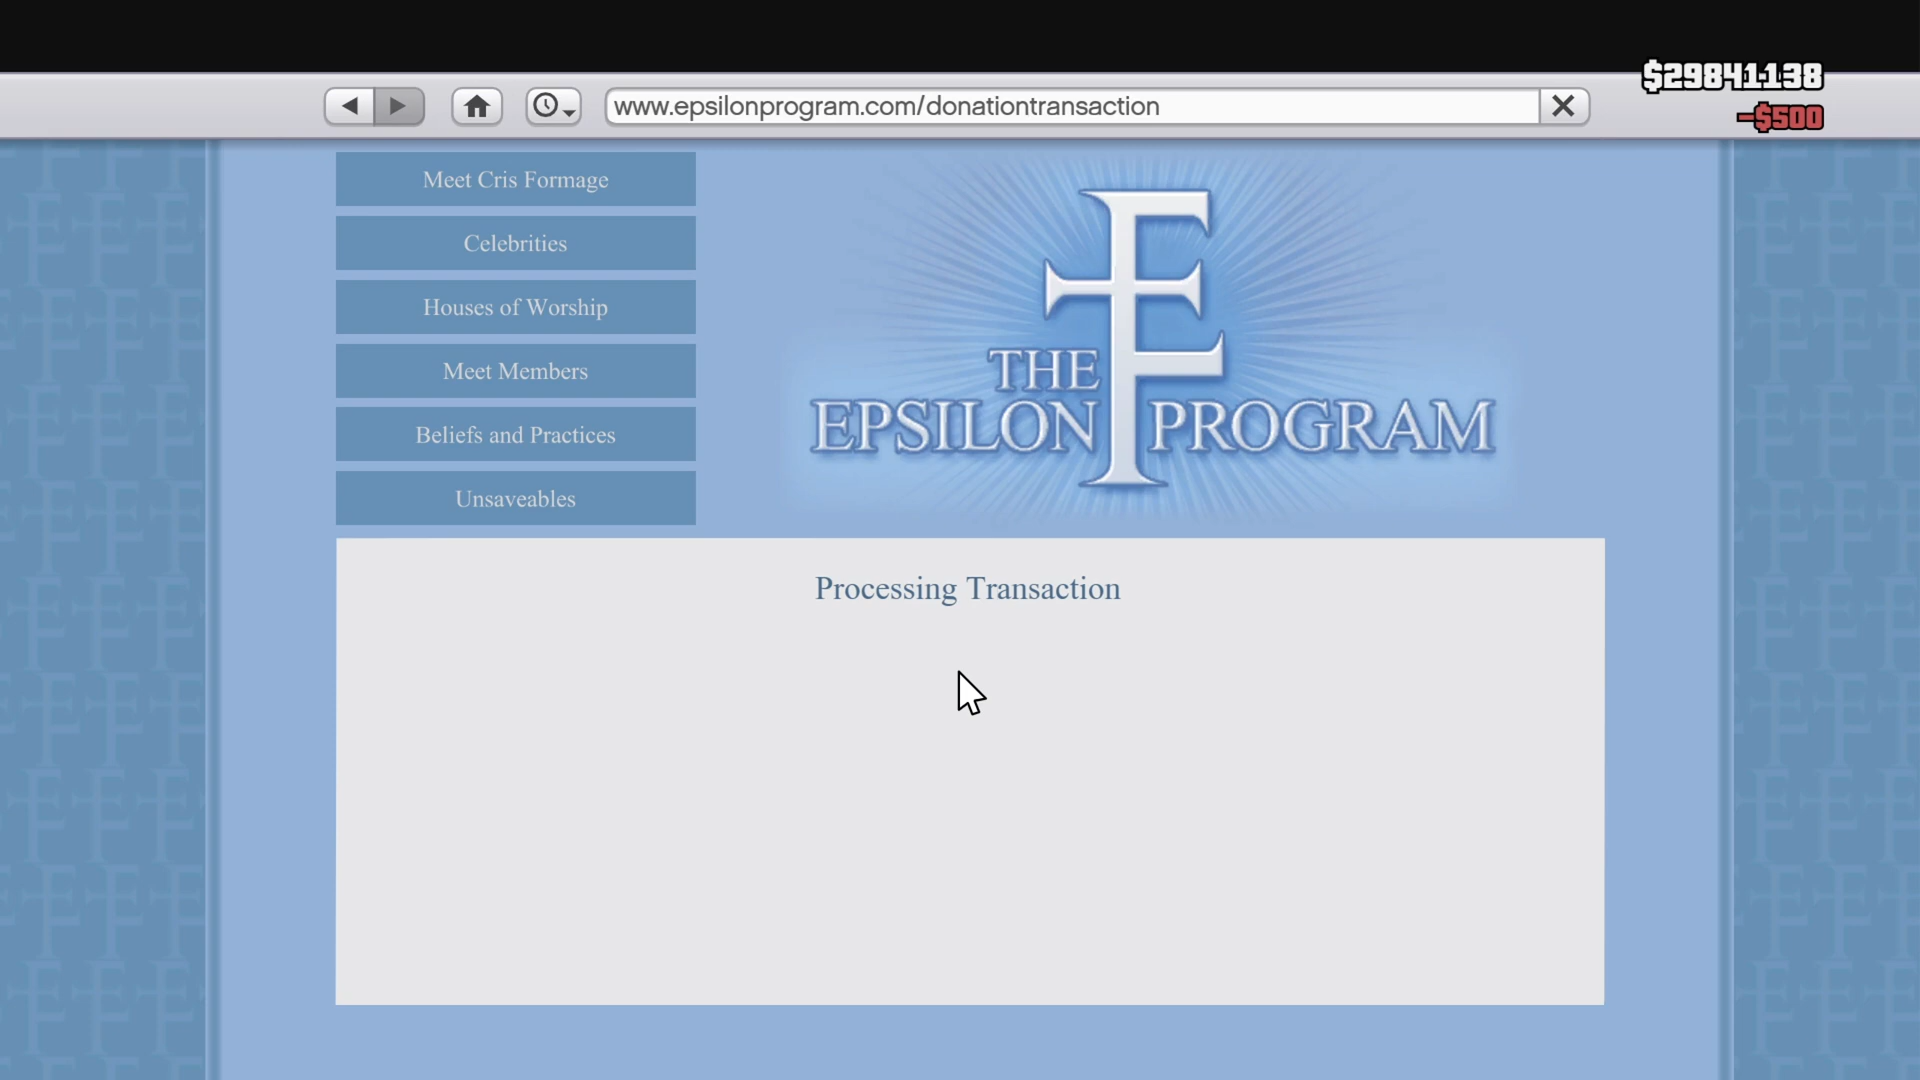 $29841138
www.epsilonprogram.com/donationtransaction
-$500
Meet Cris Formage
Celebrities
Houses of Worship
Meet Members
Beliefs and Practices
Unsaveables
THE
EPSILON PROGRAM
Processing Transaction